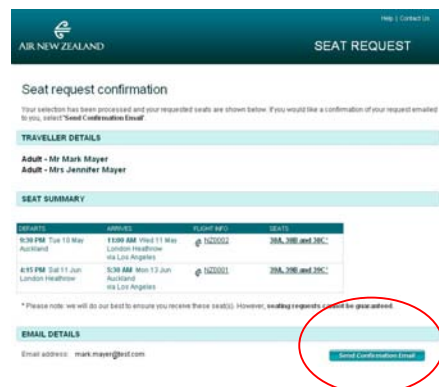 Help | Contact Us
AIR NEW ZEALAND
SEAT REQUEST
Seat request confirmation
Your selection has been processed and your requested seats are shown below. If you would like a confirmation of your request emailed
to you, select "Send Confirmation Email".
TRAVELLER DETAILS
Adult - Mr Mark Mayer
Adult - Mrs Jennifer Mayer
SEAT SUMMARY
DEPARTS ARRIVES FLIGHT INFO SEATS
9:30 PM Tue 10 May 11:00 AM Wed 11 May NZ0002 38A, 38B and 38C*
Auckland London Heathrow
via Los Angeles
4:15 PM Sat 11 Jun 5:30 AM Mon 13 Jun NZ0001 39A, 39B and 39C*
London Heathrow Auckland
via Los Angeles
* Please note: we will do our best to ensure you receive these seat(s). However, seating requests cannot be guaranteed.
EMAIL DETAILS
Email address: mark.mayer@test.com
Send Confirmation Email